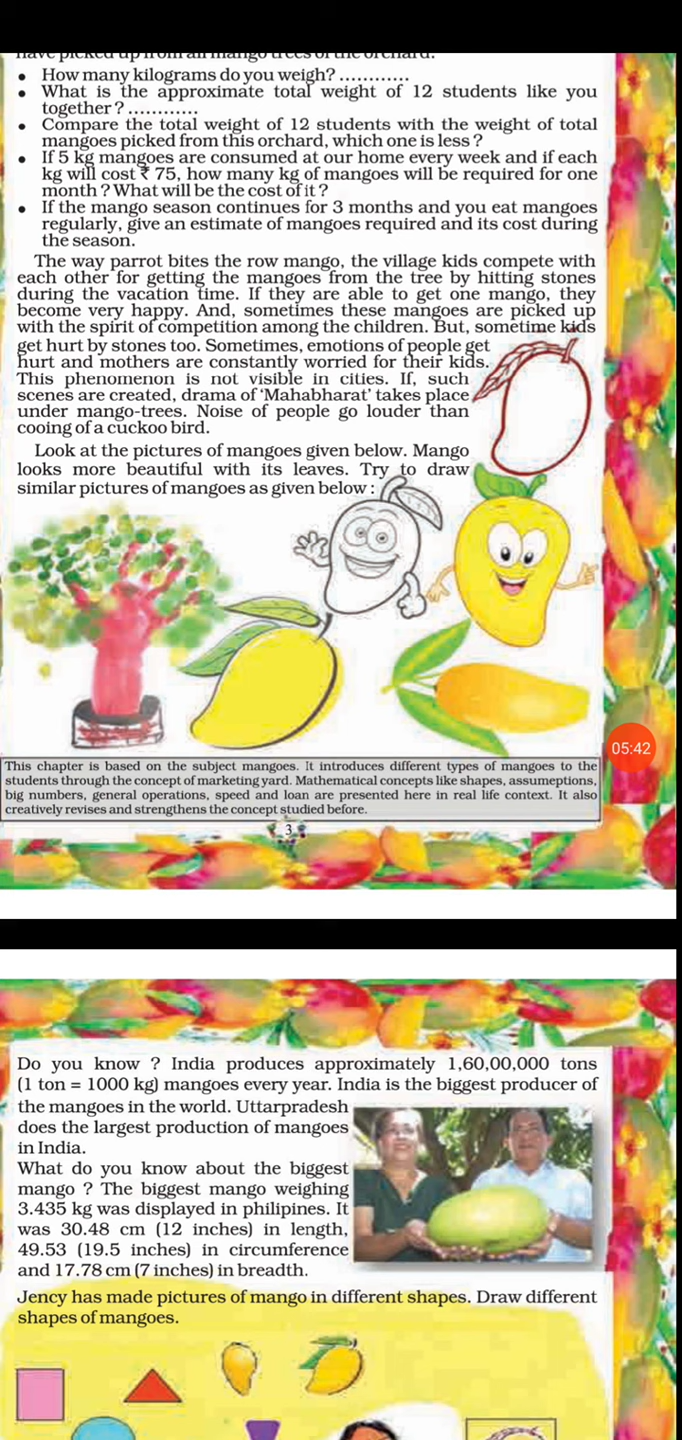 have picked up from all mango trees of the orchard.
• How many kilograms do you weigh? ............
• What is the approximate total weight of 12 students like you
together ? ............
• Compare the total weight of 12 students with the weight of total
mangoes picked from this orchard, which one is less ?
• If 5 kg mangoes are consumed at our home every week and if each
kg will cost ₹ 75, how many kg of mangoes will be required for one
month ? What will be the cost of it ?
• If the mango season continues for 3 months and you eat mangoes
regularly, give an estimate of mangoes required and its cost during
the season.
The way parrot bites the row mango, the village kids compete with
each other for getting the mangoes from the tree by hitting stones
during the vacation time. If they are able to get one mango, they
become very happy. And, sometimes these mangoes are picked up
with the spirit of competition among the children. But, sometime kids
get hurt by stones too. Sometimes, emotions of people get
hurt and mothers are constantly worried for their kids.
This phenomenon is not visible in cities. If, such
scenes are created, drama of 'Mahabharat' takes place
under mango-trees. Noise of people go louder than
cooing of a cuckoo bird.
Look at the pictures of mangoes given below. Mango
looks more beautiful with its leaves. Try to draw
similar pictures of mangoes as given below :
05:42
This chapter is based on the subject mangoes. It introduces different types of mangoes to the
students through the concept of marketing yard. Mathematical concepts like shapes, assumeptions,
big numbers, general operations, speed and loan are presented here in real life context. It also
creatively revises and strengthens the concept studied before.
3
Do you know ? India produces approximately 1,60,00,000 tons
(1 ton = 1000 kg) mangoes every year. India is the biggest producer of
the mangoes in the world. Uttarpradesh
does the largest production of mangoes
in India.
What do you know about the biggest
mango ? The biggest mango weighing
3.435 kg was displayed in philipines. It
was 30.48 cm (12 inches) in length,
49.53 (19.5 inches) in circumference
and 17.78 cm (7 inches) in breadth.
Jency has made pictures of mango in different shapes. Draw different
shapes of mangoes.